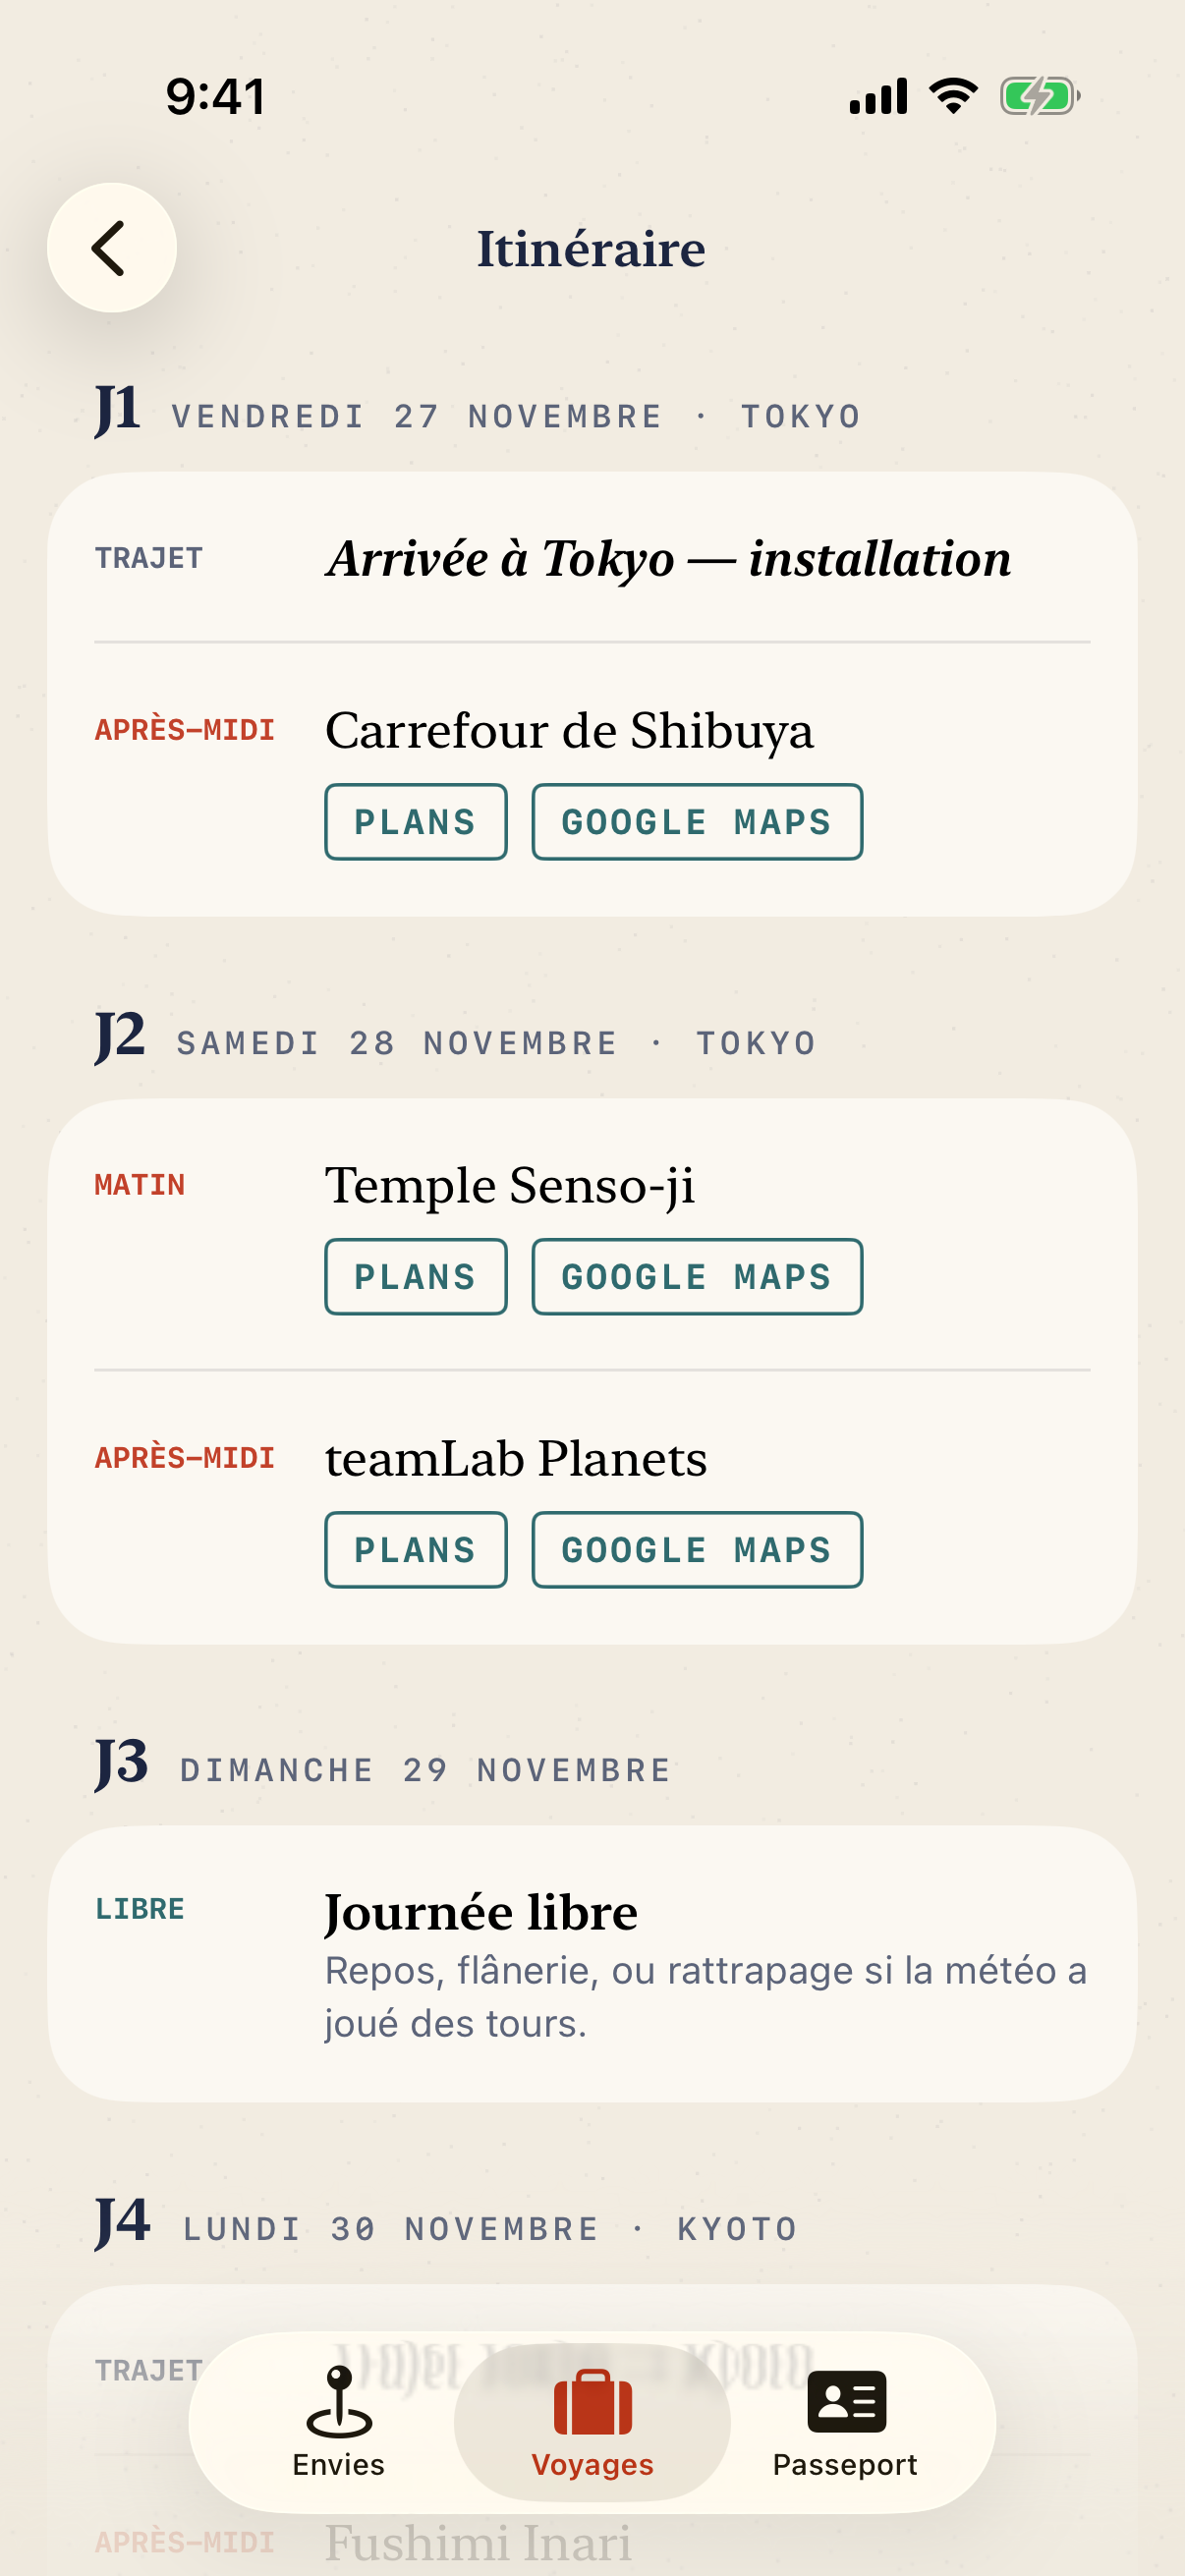 9:41
Itinéraire
J1 VENDREDI 27 NOVEMBRE · TOKYO
TRAJET Arrivée à Tokyo — installation
APRÈS-MIDI Carrefour de Shibuya
PLANS GOOGLE MAPS
J2 SAMEDI 28 NOVEMBRE · TOKYO
MATIN Temple Senso-ji
PLANS GOOGLE MAPS
APRÈS-MIDI teamLab Planets
PLANS GOOGLE MAPS
J3 DIMANCHE 29 NOVEMBRE
LIBRE Journée libre
Repos, flânerie, ou rattrapage si la météo a
joué des tours.
J4 LUNDI 30 NOVEMBRE · KYOTO
TRAJET
Envies Voyages Passeport
APRÈS-MIDI Fushimi Inari